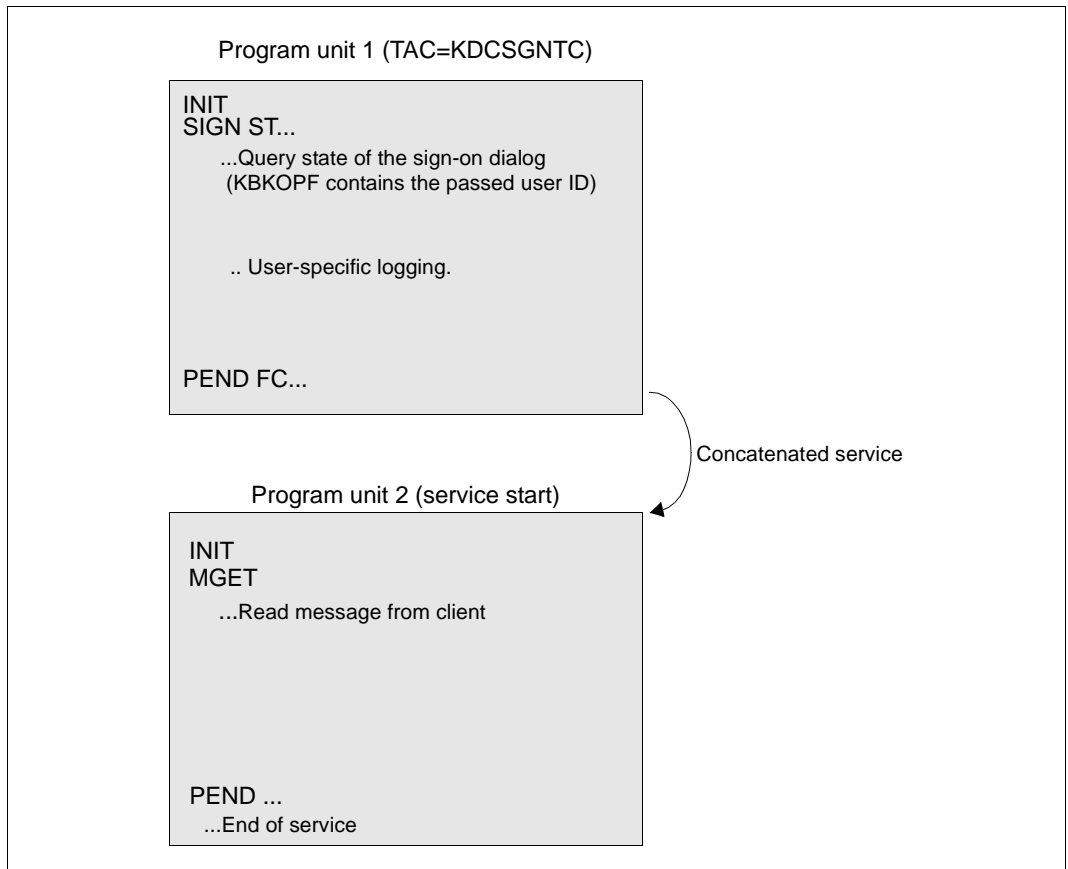 Program unit 1 (TAC=KDCSGNTC)
INIT
SIGN ST...
...Query state of the sign-on dialog
(KBKOPF contains the passed user ID)
.. User-specific logging.
PEND FC...
Concatenated service
Program unit 2 (service start)
INIT
MGET
...Read message from client
PEND ...
...End of service